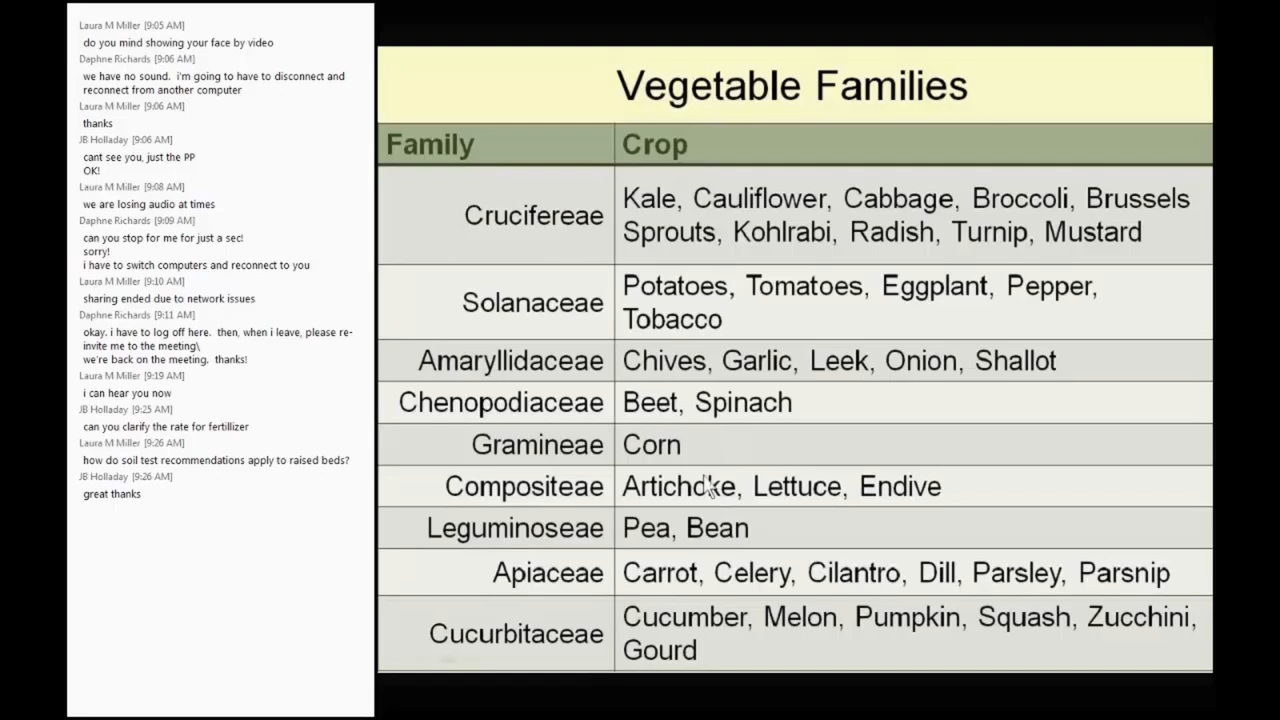 Laura M Miller [9:05 AM]
do you mind showing your face by video
Daphne Richards [9:06 AM]
we have no sound.  i'm going to have to disconnect and
reconnect from another computer
Laura M Miller [9:06 AM]
thanks
JB Holladay [9:06 AM]
cant see you, just the PP
OK!
Laura M Miller [9:08 AM]
we are losing audio at times
Daphne Richards [9:09 AM]
can you stop for me for just a sec!
sorry!
i have to switch computers and reconnect to you
Laura M Miller [9:10 AM]
sharing ended due to network issues
Daphne Richards [9:11 AM]
okay. i have to log off here.  then, when i leave, please re-
invite me to the meeting\
we're back on the meeting.  thanks!
Laura M Miller [9:19 AM]
i can hear you now
JB Holladay [9:25 AM]
can you clarify the rate for fertillizer
Laura M Miller [9:26 AM]
how do soil test recommendations apply to raised beds?
JB Holladay [9:26 AM]
great thanks
Vegetable Families
Family Crop
Crucifereae Kale, Cauliflower, Cabbage, Broccoli, Brussels
Sprouts, Kohlrabi, Radish, Turnip, Mustard
Solanaceae Potatoes, Tomatoes, Eggplant, Pepper,
Tobacco
Amaryllidaceae Chives, Garlic, Leek, Onion, Shallot
Chenopodiaceae Beet, Spinach
Gramineae Corn
Compositeae Artichoke, Lettuce, Endive
Leguminoseae Pea, Bean
Apiaceae Carrot, Celery, Cilantro, Dill, Parsley, Parsnip
Cucurbitaceae Cucumber, Melon, Pumpkin, Squash, Zucchini,
Gourd